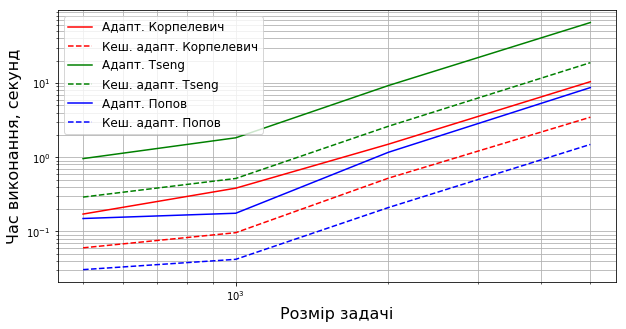 Адапт. Корпелевич
Кеш. адапт. Корпелевич
Адапт. Tseng
Кеш. адапт. Tseng
Адапт. Попов
Кеш. адапт. Попов
Час виконання, секунд
10¹
10⁰
10⁻¹
10³
Розмір задачі